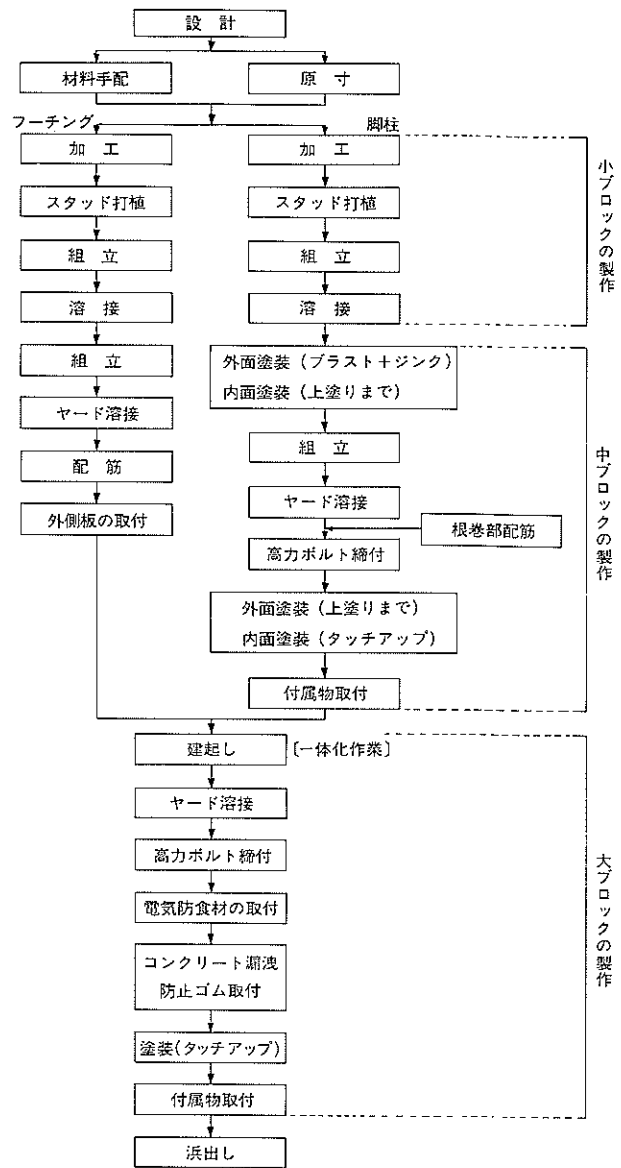 設計
材料手配
原寸
フーチング
加工
スタッド打植
組立
溶接
組立
ヤード溶接
配筋
外側板の取付
脚柱
加工
スタッド打植
組立
溶接
小ブロックの製作
外面塗装(ブラスト+ジンク)
内面塗装(上塗りまで)
組立
ヤード溶接
根巻部配筋
高力ボルト締付
外面塗装(上塗りまで)
内面塗装(タッチアップ)
付属物取付
中ブロックの製作
建起し
〔一体化作業〕
ヤード溶接
高力ボルト締付
電気防食材の取付
コンクリート漏洩
防止ゴム取付
塗装(タッチアップ)
付属物取付
大ブロックの製作
浜出し